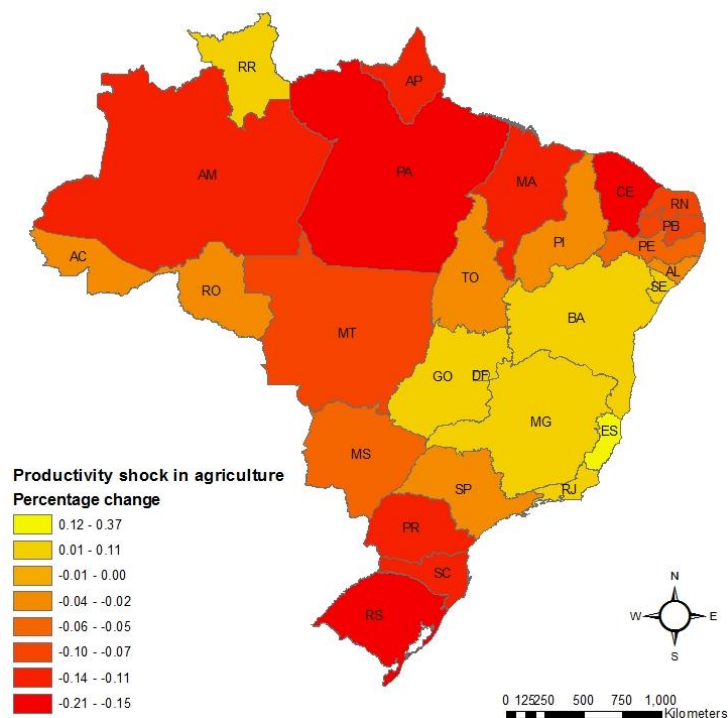 RR
AP
AM
PA
MA
CE
RN
PB
PE
PI
AL
SE
AC
RO
TO
BA
MT
GO
DF
MG
ES
MS
SP
RJ
PR
SC
RS
Productivity shock in agriculture
Percentage change
0.12 - 0.37
0.01 - 0.11
-0.01 - 0.00
-0.04 - -0.02
-0.06 - -0.05
-0.10 - -0.07
-0.14 - -0.11
-0.21 - -0.15
N
W E
S
0 125250 500 750 1,000
Kilometers